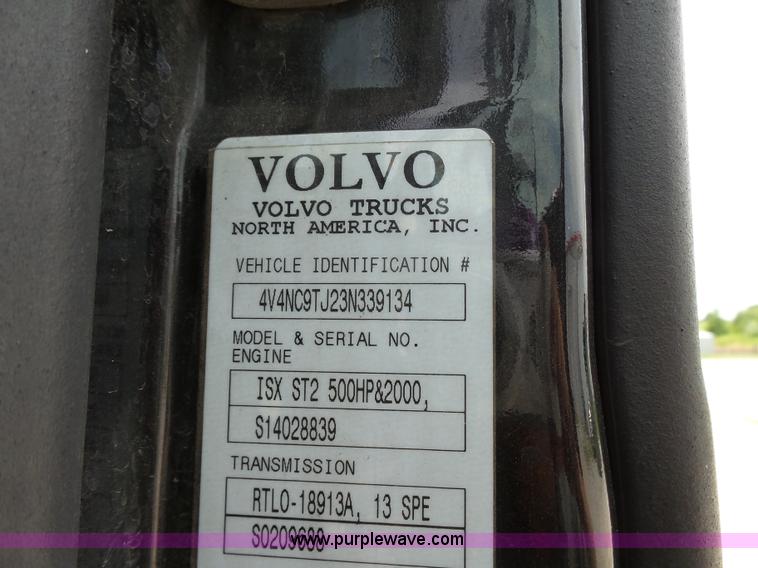 VOLVO
VOLVO TRUCKS
NORTH AMERICA, INC.
VEHICLE IDENTIFICATION #
4V4NC9TJ23N339134
MODEL & SERIAL NO.
ENGINE
ISX ST2 500HP&2000,
S14028839
TRANSMISSION
RTLO-18913A, 13 SPE
www.purplewave.com